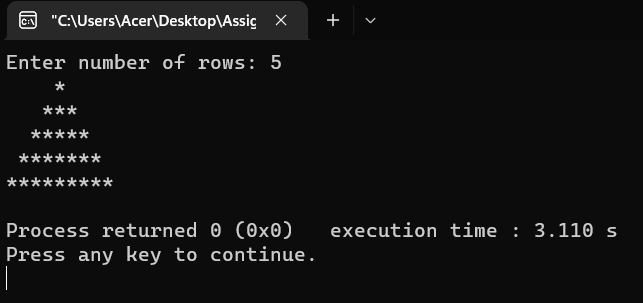 "C:\Users\Acer\Desktop\Assig
Enter number of rows: 5
    *
   ***
  *****
 *******
*********
Process returned 0 (0x0)   execution time : 3.110 s
Press any key to continue.